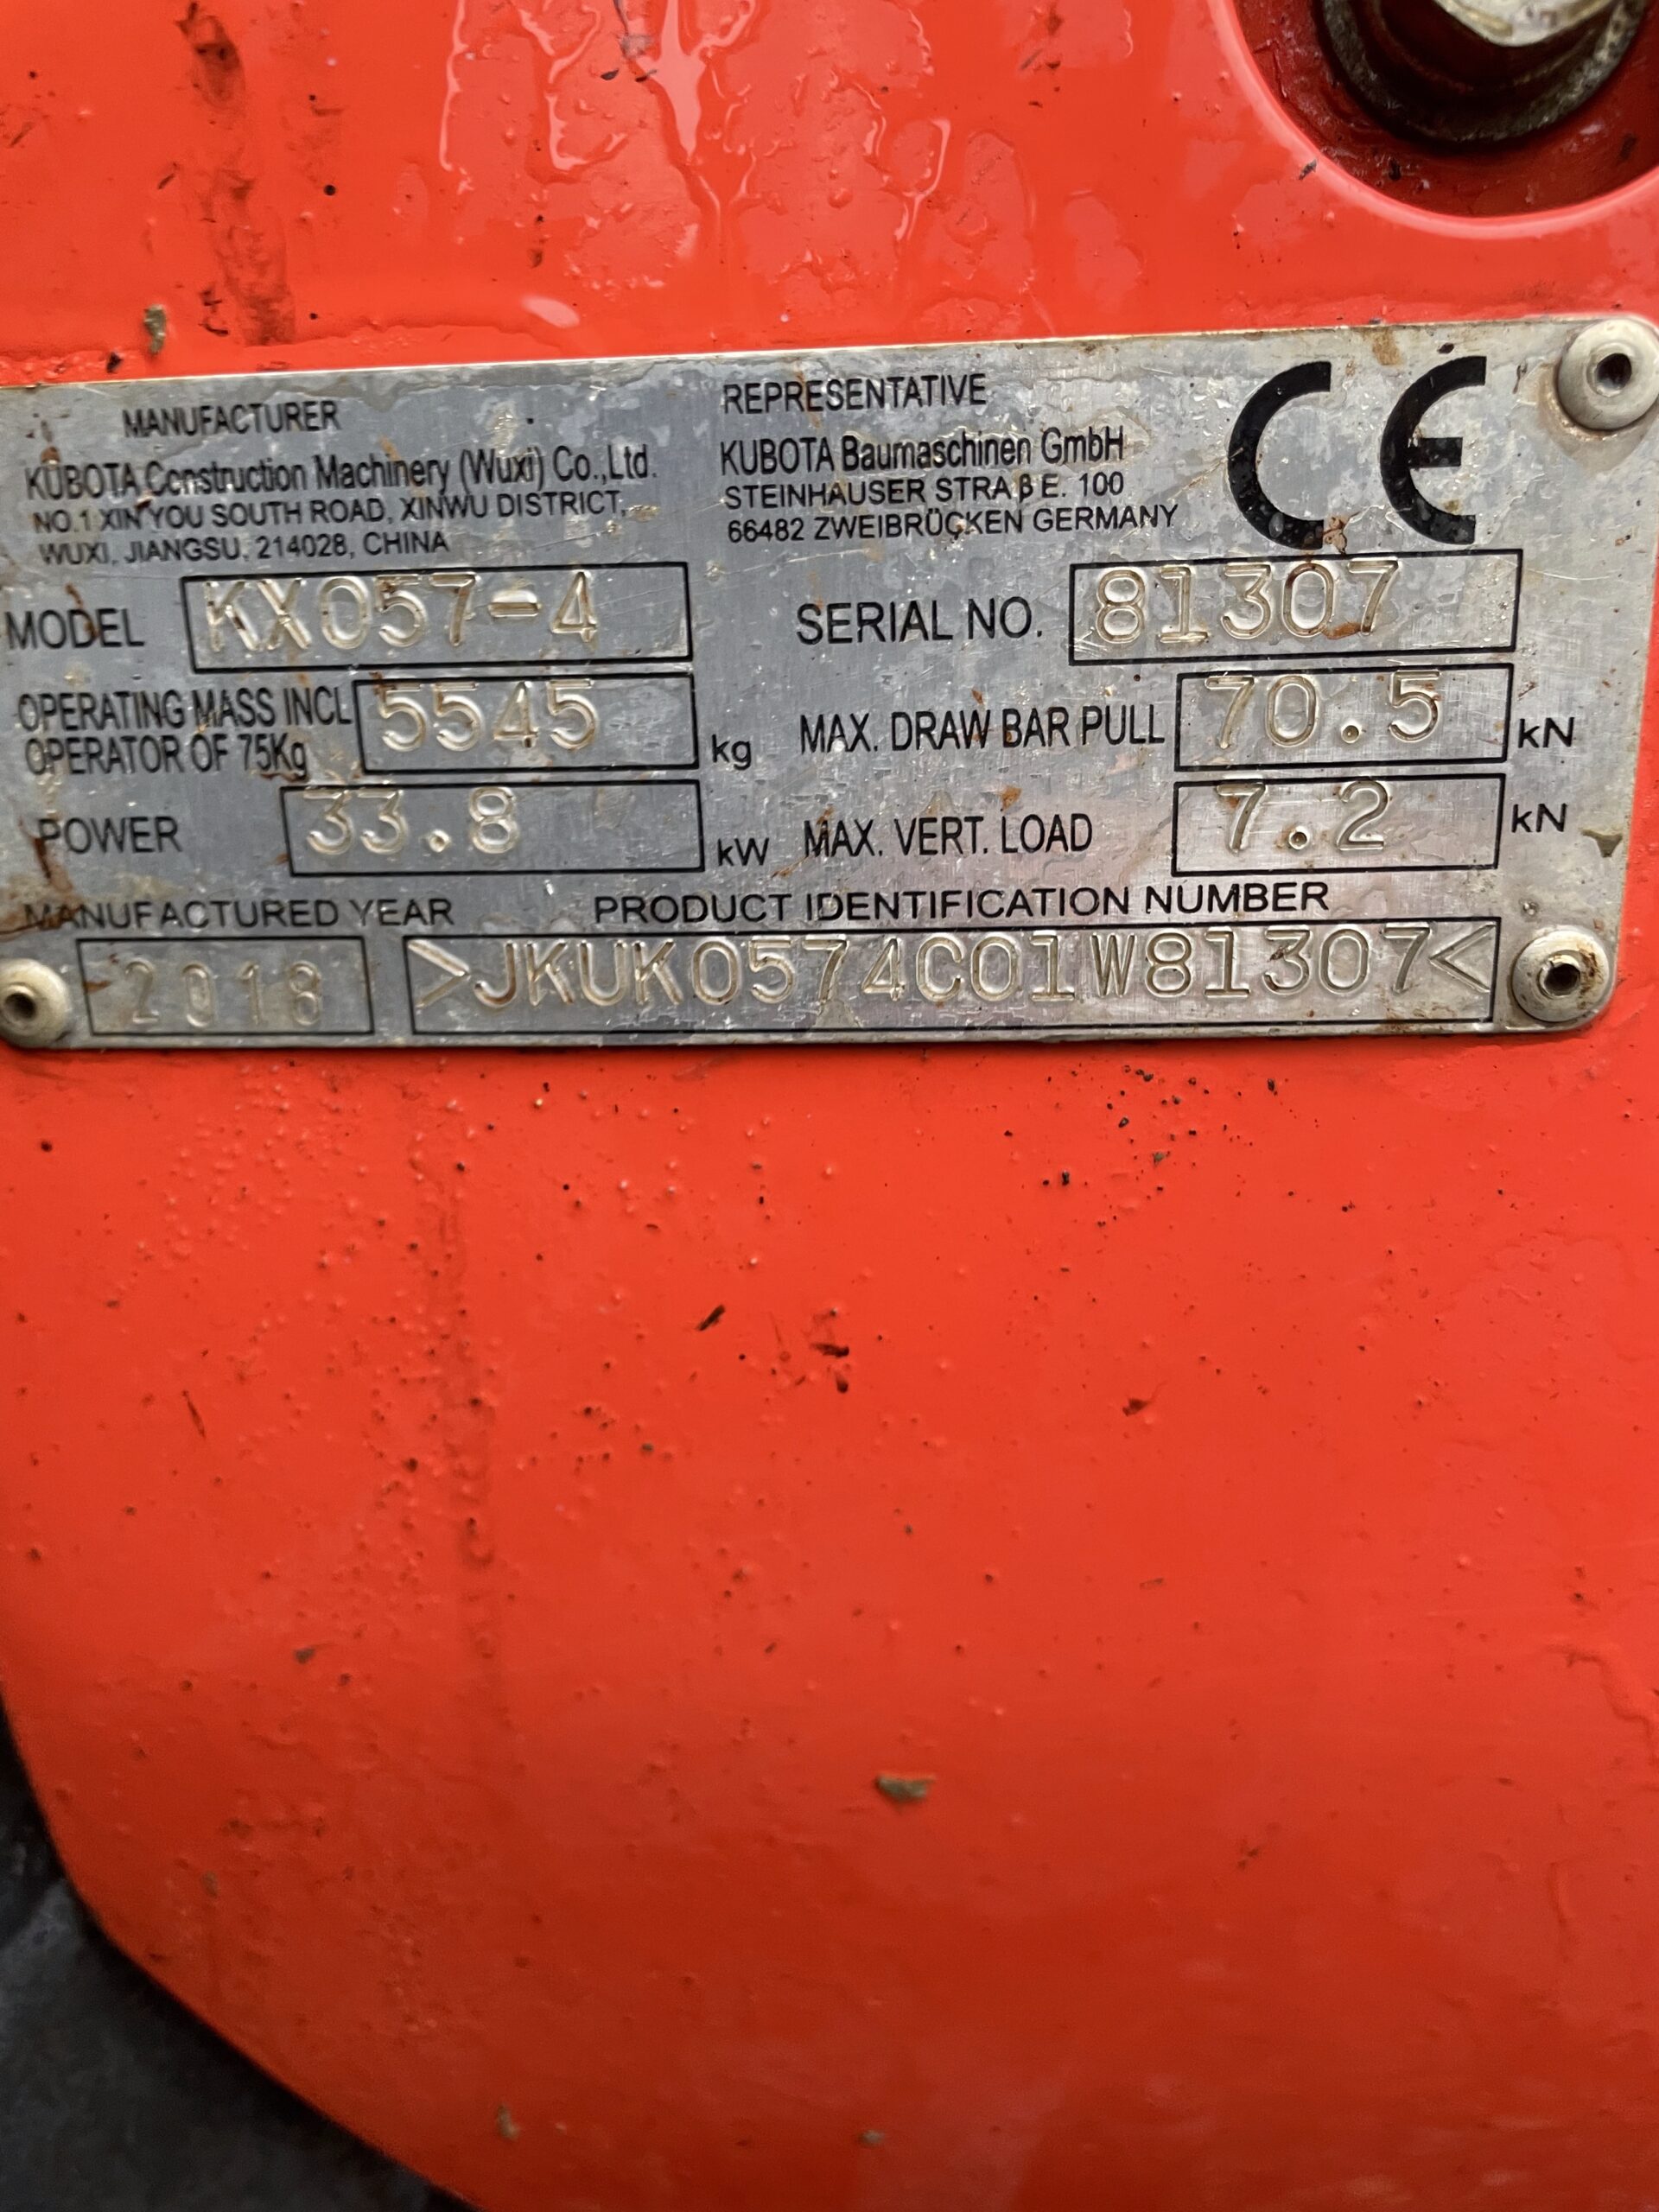 MANUFACTURER
KUBOTA Construction Machinery (Wuxi) Co.,Ltd.
NO.1 XIN YOU SOUTH ROAD, XINWU DISTRICT,
WUXI, JIANGSU, 214028, CHINA
REPRESENTATIVE
KUBOTA Baumaschinen GmbH
STEINHAUSER STRAβE. 100
66482 ZWEIBRÜCKEN GERMANY
CE
MODEL KX057-4
SERIAL NO. 81307
OPERATING MASS INCL
OPERATOR OF 75Kg 5545 kg
MAX. DRAW BAR PULL 70.5 kN
POWER 33.8 kW
MAX. VERT. LOAD 7.2 kN
MANUFACTURED YEAR
2018
PRODUCT IDENTIFICATION NUMBER
>JKUK0574C01W81307<